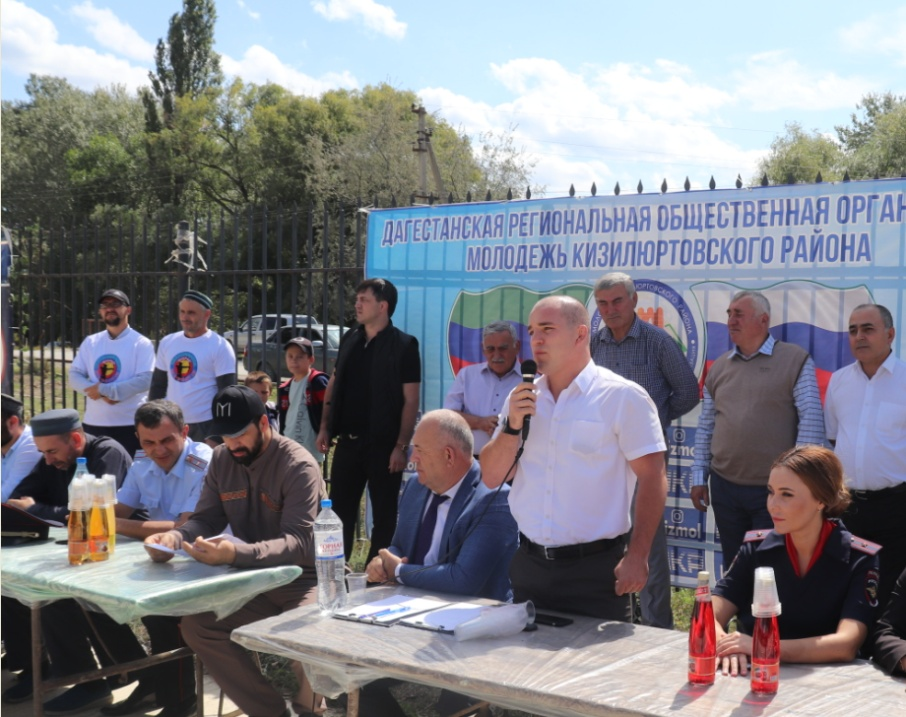 ДАГЕСТАНСКАЯ РЕГИОНАЛЬНАЯ ОБЩЕСТВЕННАЯ ОРГАН
МОЛОДЕЖЬ КИЗИЛЮРТОВСКОГО РАЙОНА
M